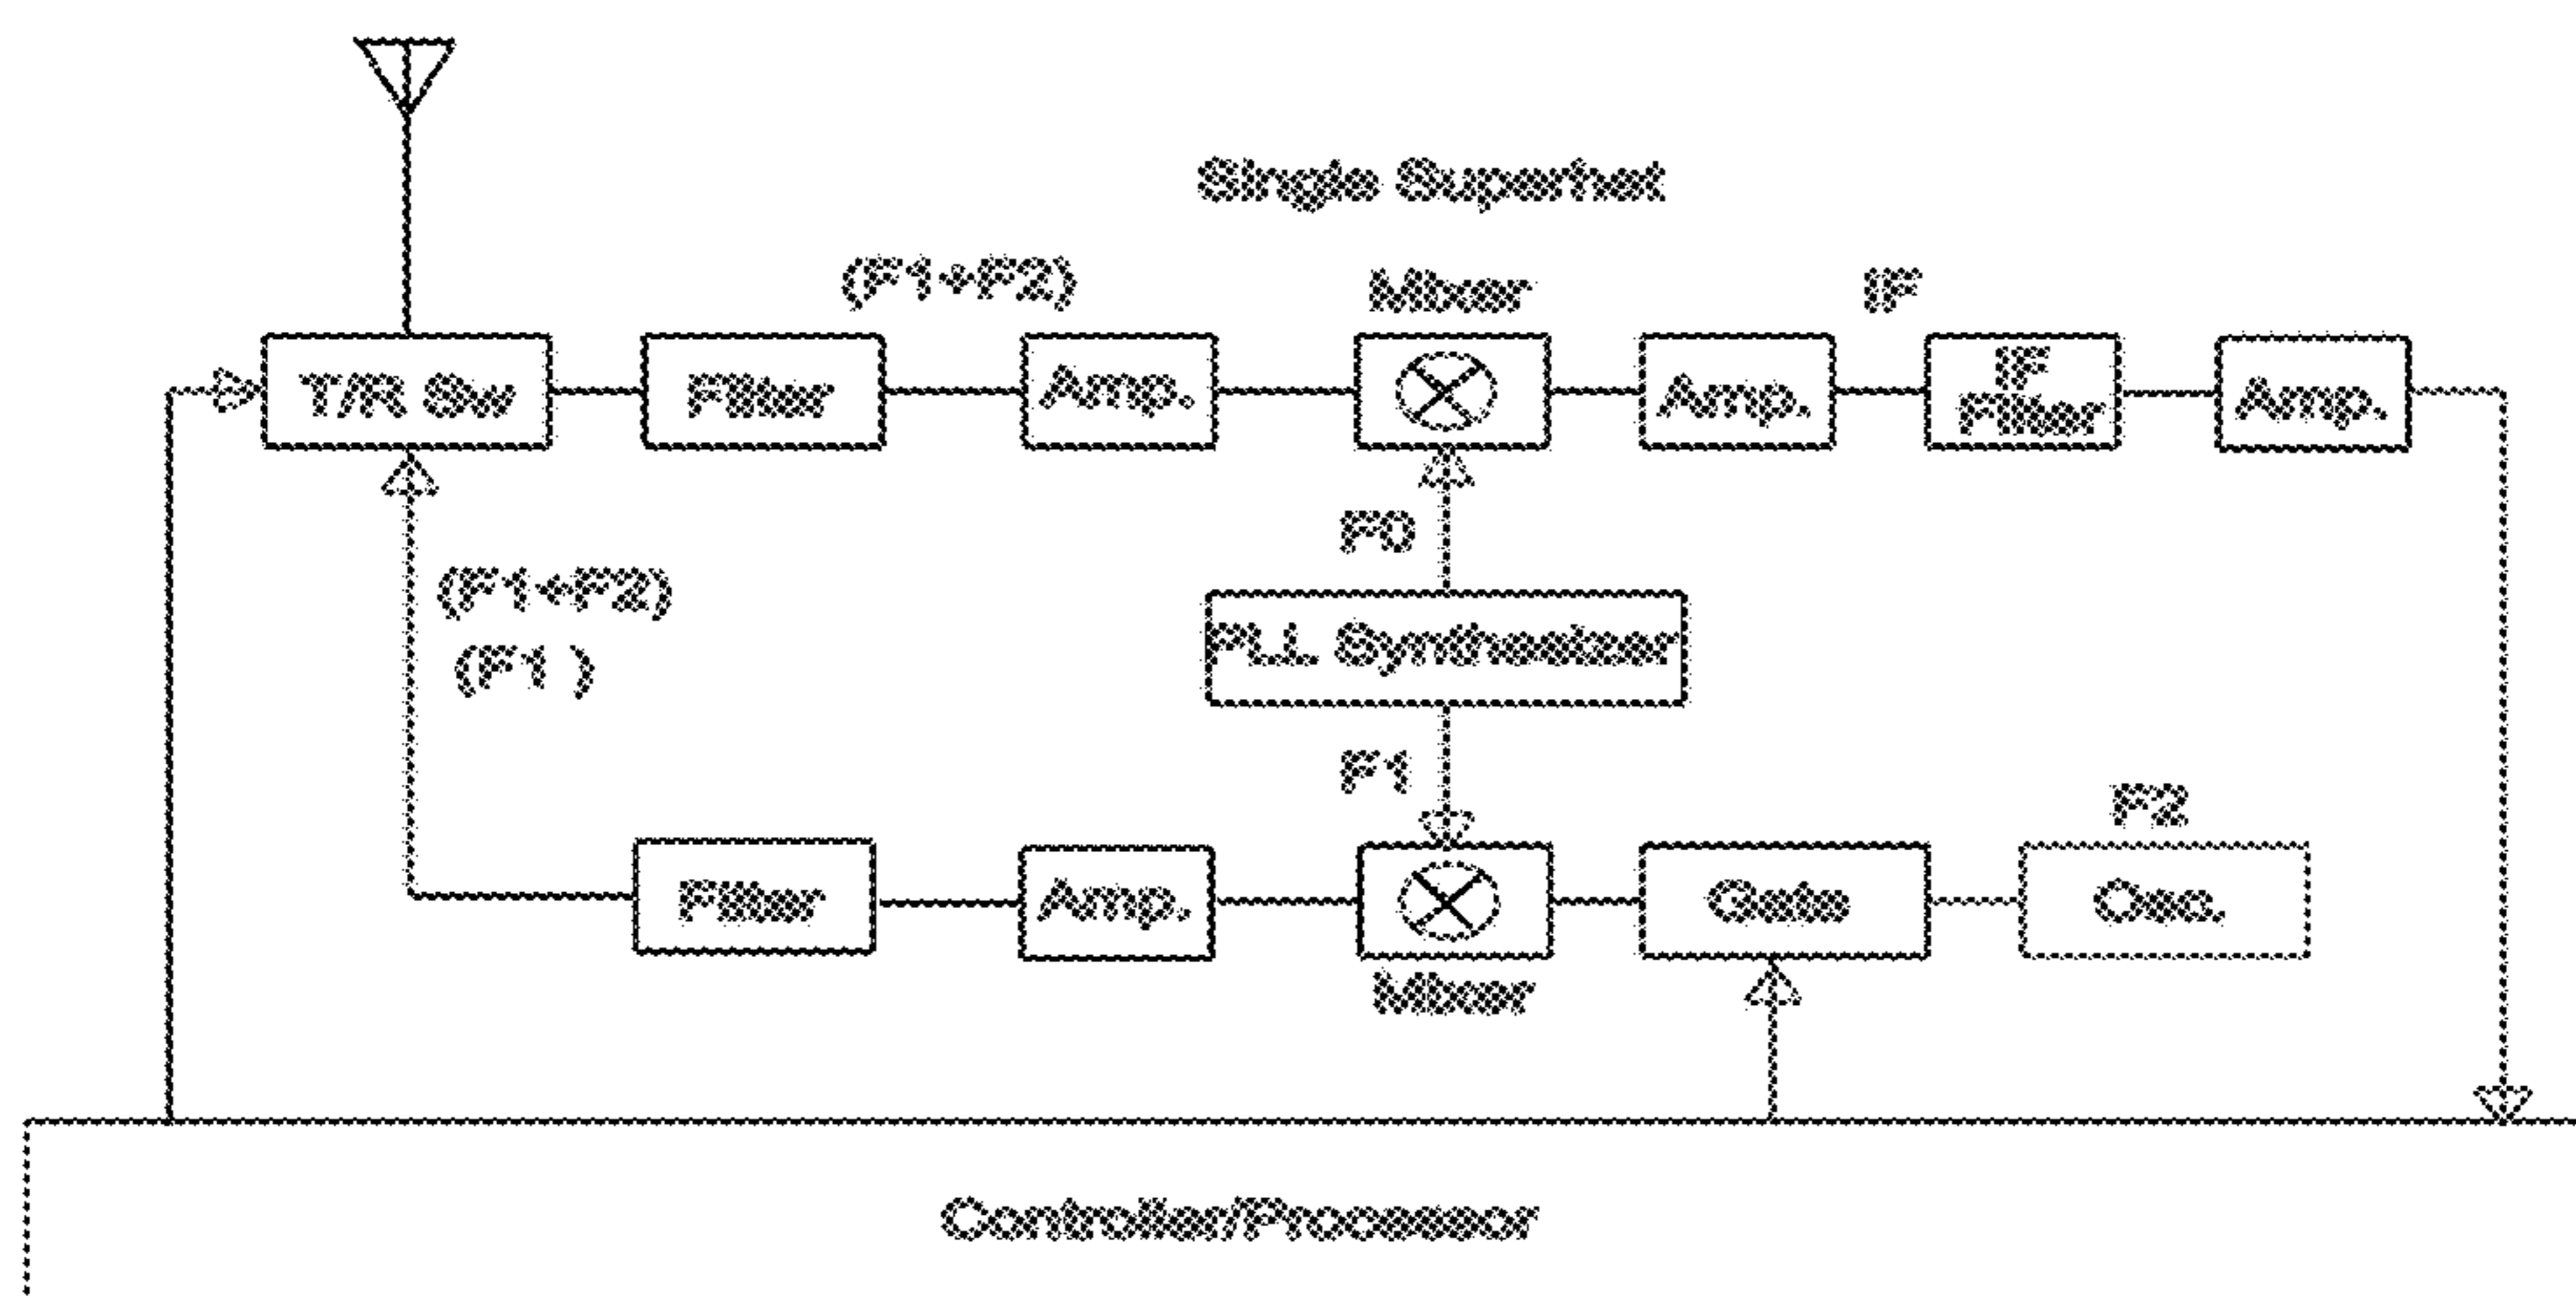 Single Superhet
(F1+F2)
Mixer
IF
T/R Sw
Filter
Amp.
Amp.
IF
Filter
Amp.
F0
(F1+F2)
(F1 )
PLL Synthesizer
F1
F2
Filter
Amp.
Gate
Osc.
Mixer
Controller/Processor